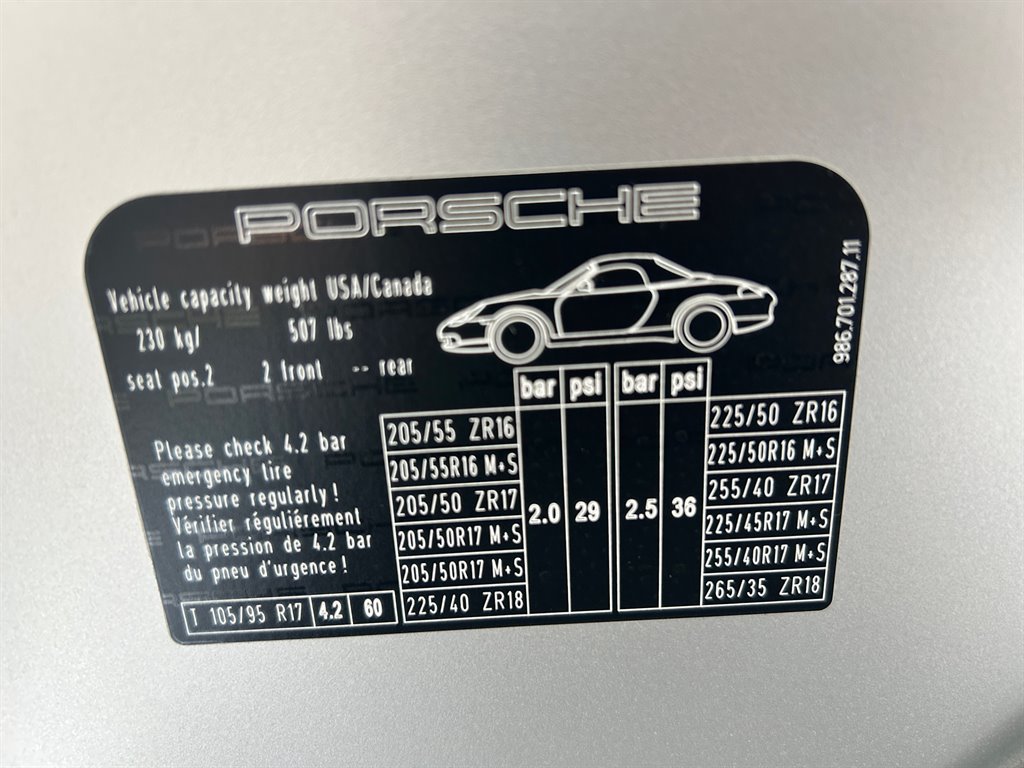 PORSCHE
Vehicle capacity weight USA/Canada
230 kg/ 507 lbs
seat pos.2 2 front -- rear
986.701.287.11
Please check 4.2 bar
emergency tire
pressure regularly!
Vérifier réguliérement
la pression de 4.2 bar
du pneu d'urgence!
T 105/95 R17 4.2 60
bar psi bar psi
205/55 ZR16 225/50 ZR16
205/55R16 M+S 225/50R16 M+S
205/50 ZR17 255/40 ZR17
2.0 29 2.5 36
205/50R17 M+S 225/45R17 M+S
205/50R17 M+S 255/40R17 M+S
225/40 ZR18 265/35 ZR18